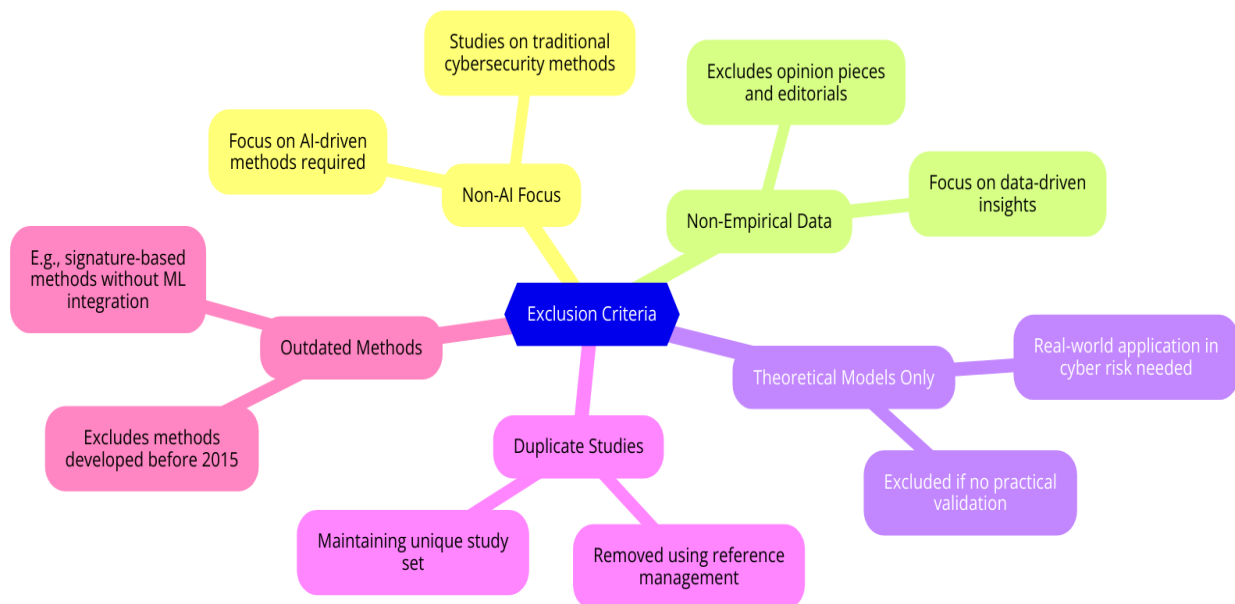 Studies on traditional
cybersecurity methods
Excludes opinion pieces
and editorials
Focus on AI-driven
methods required
Non-AI Focus
Focus on data-driven
insights
Non-Empirical Data
E.g., signature-based
methods without ML
integration
Exclusion Criteria
Outdated Methods
Real-world application in
cyber risk needed
Theoretical Models Only
Excludes methods
developed before 2015
Duplicate Studies
Excluded if no practical
validation
Maintaining unique study
set
Removed using reference
management